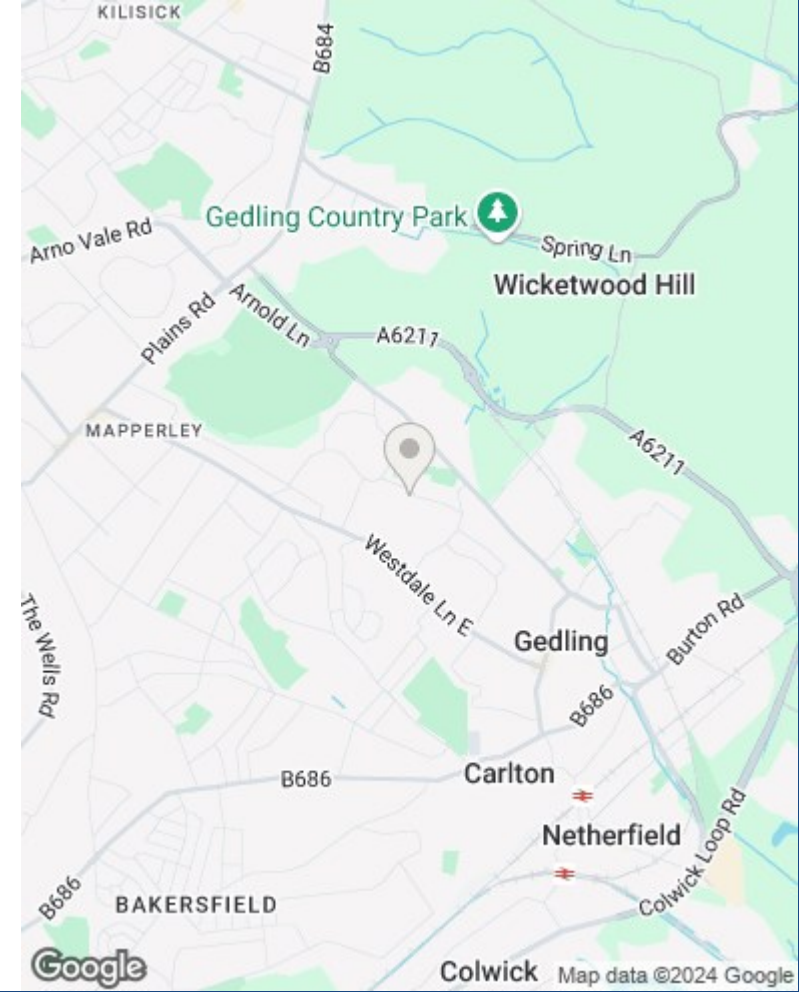 KILISICK
B684
Gedling Country Park
Arno Vale Rd
Spring Ln
Wicketwood Hill
Arnold Ln
Plains Rd
A6211
MAPPERLEY
A6211
Westdale Ln E
The Wells Rd
Burton Rd
Gedling
B686
Carlton
B686
Netherfield
Colwick Loop Rd
B686
BAKERSFIELD
Google
Colwick
Map data ©2024 Google